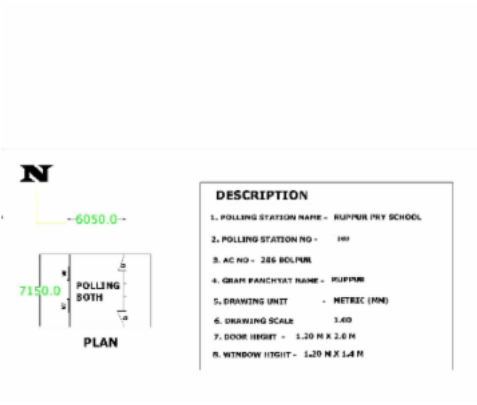 N
6050.0
7150.0
POLLING
BOTH
PLAN
DESCRIPTION
1. POLLING STATION NAME - RUPPUR PRY SCHOOL
2. POLLING STATION NO -
3. AC NO - 286 BOLPUR
4. GRAM PANCHYAT NAME - RUPPUR
5. DRAWING UNIT - METRIC (MM)
6. DRAWING SCALE 1.00
7. DOOR HIGHT - 1.20 M X 2.0 M
8. WINDOW HIGHT - 1.20 M X 1.4 M